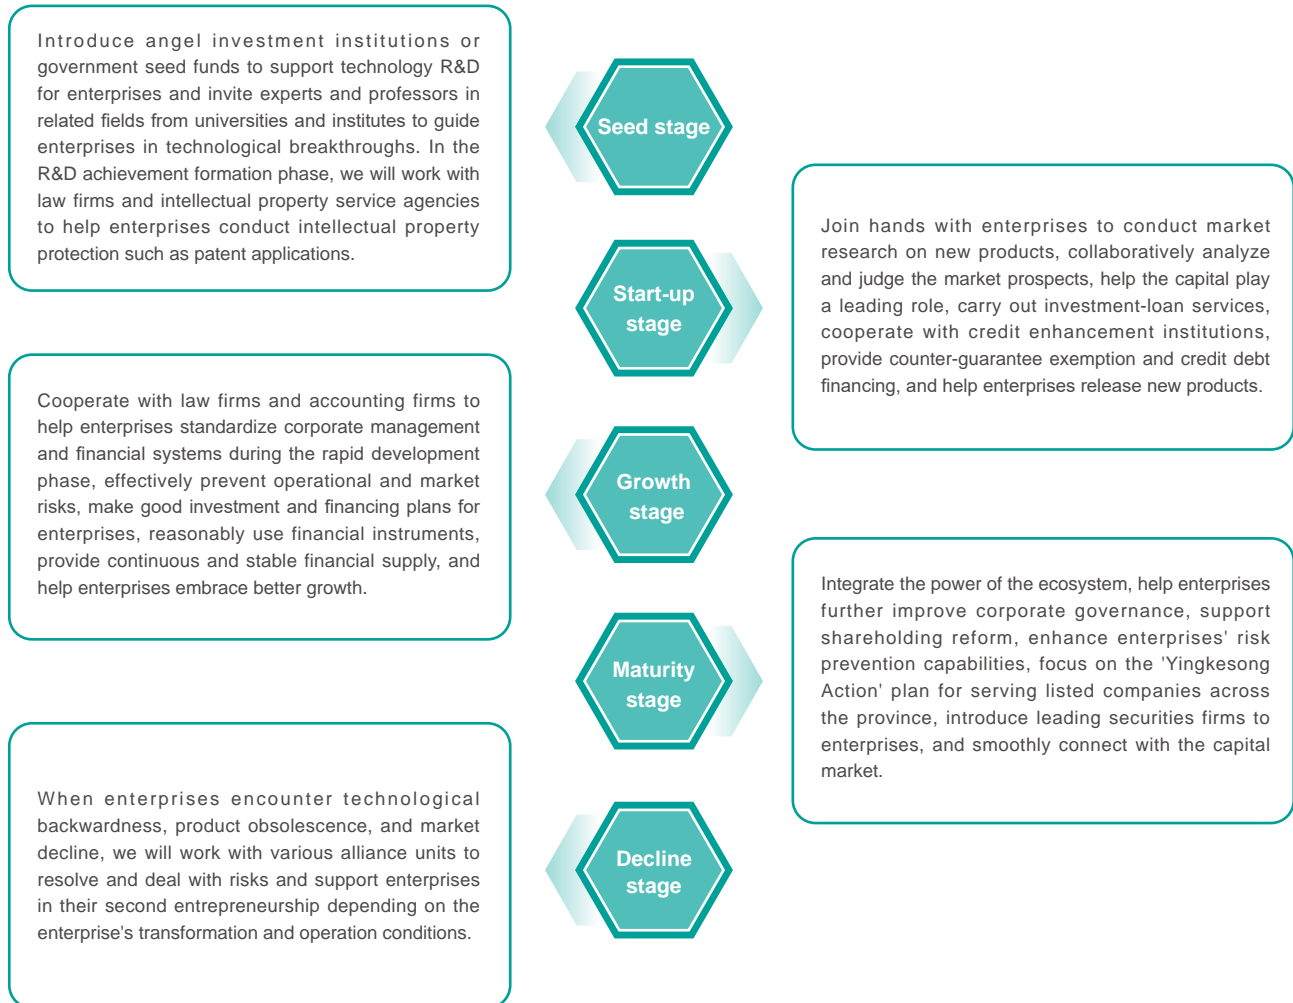 Introduce angel investment institutions or
government seed funds to support technology R&D
for enterprises and invite experts and professors in
related fields from universities and institutes to guide
enterprises in technological breakthroughs. In the
R&D achievement formation phase, we will work with
law firms and intellectual property service agencies
to help enterprises conduct intellectual property
protection such as patent applications.
Seed stage
Start-up
stage
Join hands with enterprises to conduct market
research on new products, collaboratively analyze
and judge the market prospects, help the capital play
a leading role, carry out investment-loan services,
cooperate with credit enhancement institutions,
provide counter-guarantee exemption and credit debt
financing, and help enterprises release new products.
Cooperate with law firms and accounting firms to
help enterprises standardize corporate management
and financial systems during the rapid development
phase, effectively prevent operational and market
risks, make good investment and financing plans for
enterprises, reasonably use financial instruments,
provide continuous and stable financial supply, and
help enterprises embrace better growth.
Growth
stage
Maturity
stage
Integrate the power of the ecosystem, help enterprises
further improve corporate governance, support
shareholding reform, enhance enterprises' risk
prevention capabilities, focus on the 'Yingkesong
Action' plan for serving listed companies across
the province, introduce leading securities firms to
enterprises, and smoothly connect with the capital
market.
When enterprises encounter technological
backwardness, product obsolescence, and market
decline, we will work with various alliance units to
resolve and deal with risks and support enterprises
in their second entrepreneurship depending on the
enterprise's transformation and operation conditions.
Decline
stage